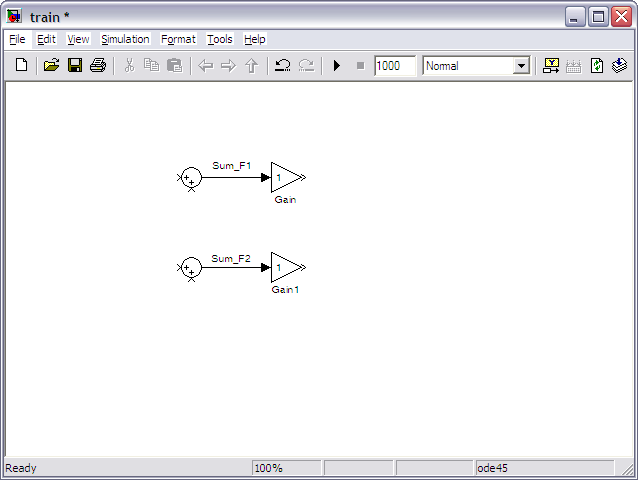 train *
File Edit View Simulation Format Tools Help
1000 Normal
Sum_F1
1
Gain
Sum_F2
1
Gain1
Ready 100% ode45